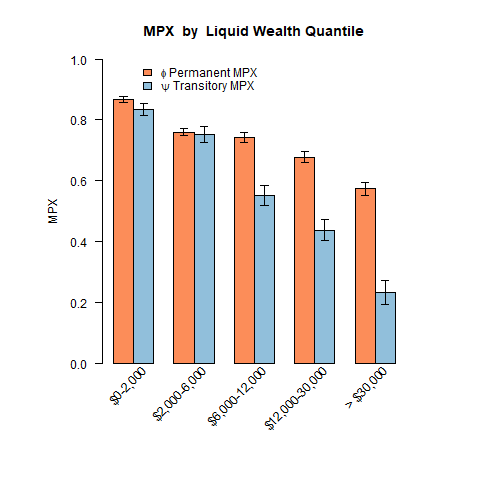 MPX by Liquid Wealth Quantile
ϕ Permanent MPX
ψ Transitory MPX
MPX
1.0
0.8
0.6
0.4
0.2
0.0
$0-2,000
$2,000-6,000
$6,000-12,000
$12,000-30,000
> $30,000